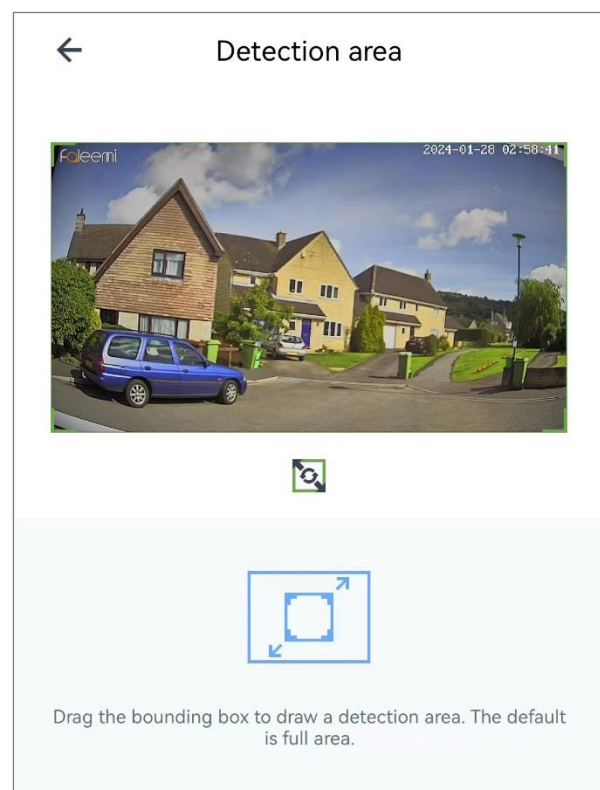 Detection area
Faleemi
2024-01-28 02:58:41
Drag the bounding box to draw a detection area. The default
is full area.